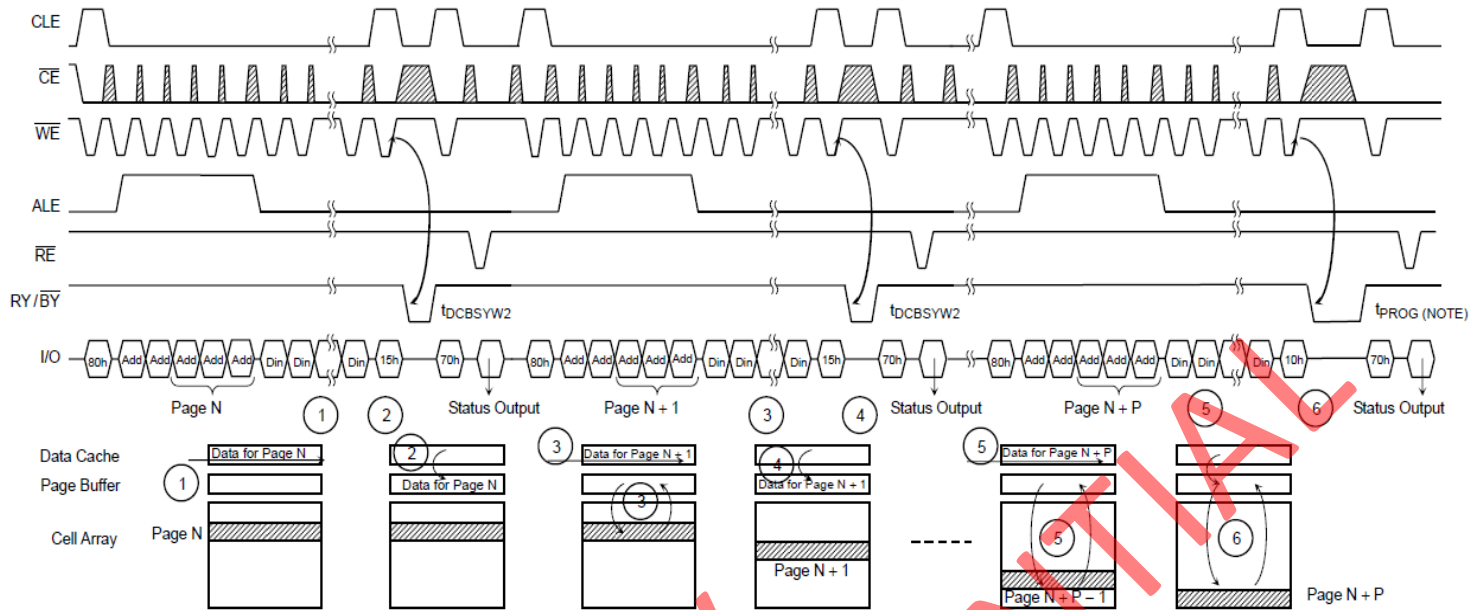 CLE
CE
WE
ALE
RE
RY/BY
tDCBSYW2 tDCBSYW2 tPROG (NOTE)
I/O 80h Add Add Add Add Add Din Din Din 15h 70h 80h Add Add Add Add Add Din Din Din 15h 70h 80h Add Add Add Add Add Din Din Din 10h 70h
Page N 1 2 Status Output Page N + 1 3 4 Status Output Page N + P 5 6 Status Output
Data Cache Data for Page N 2 3 Data for Page N + 1 4 5 Data for Page N + P
Page Buffer 1 Data for Page N 3 Data for Page N + 1
Cell Array Page N Page N + 1 5 Page N + P − 1 6 Page N + P